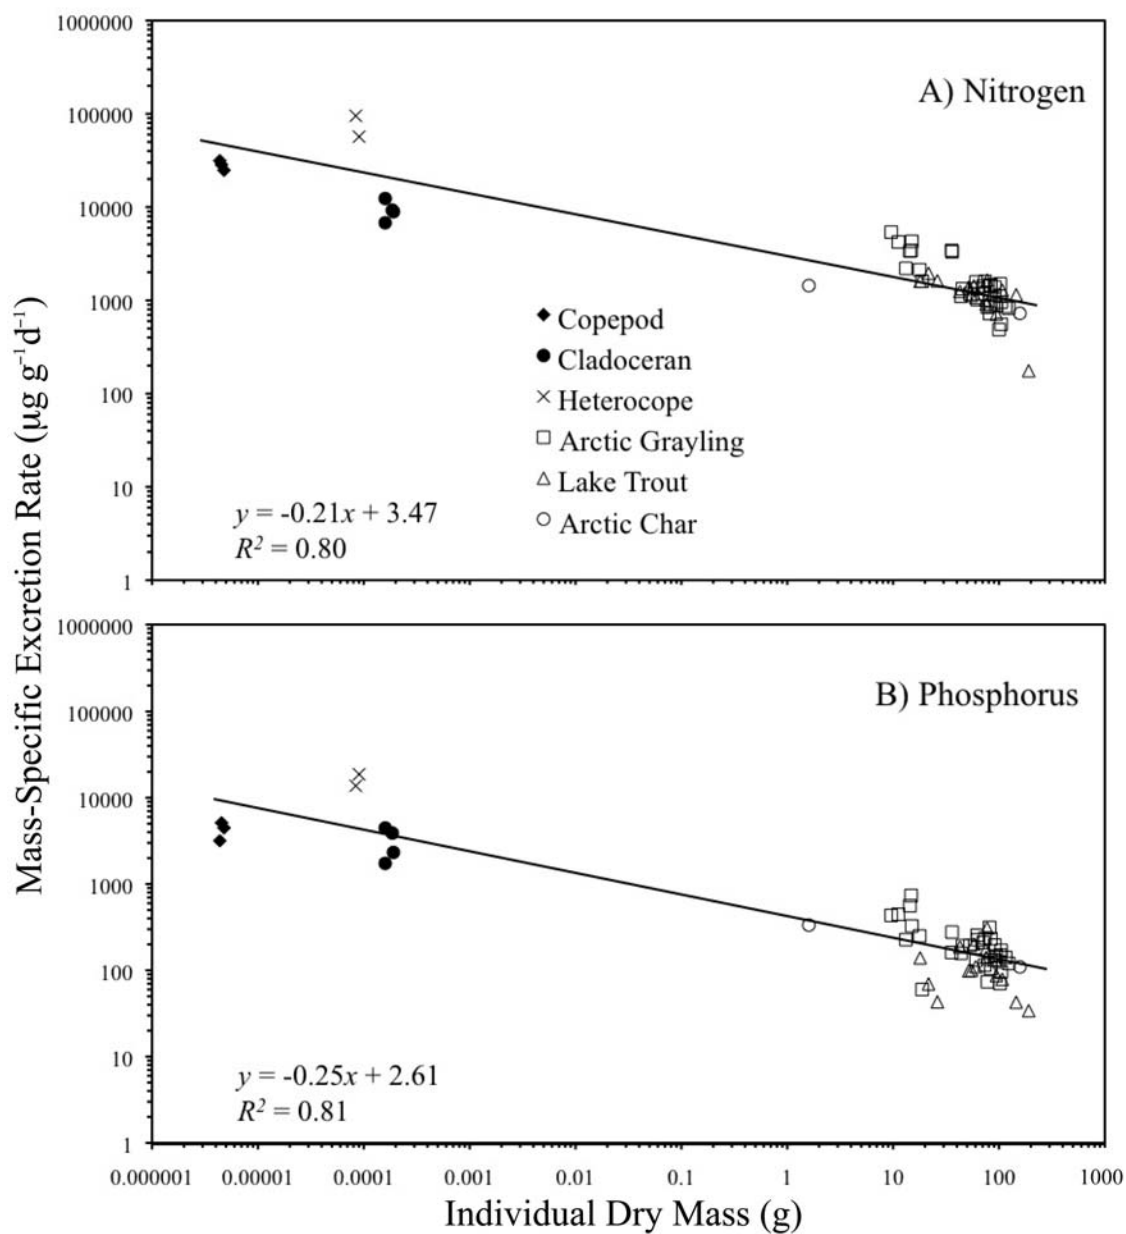 Mass-Specific Excretion Rate (µg g⁻¹d⁻¹)
1000000
100000
10000
1000
100
10
1
A) Nitrogen
Copepod
Cladoceran
Heterocope
Arctic Grayling
Lake Trout
Arctic Char
y = -0.21x + 3.47
R² = 0.80
1000000
100000
10000
1000
100
10
1
B) Phosphorus
y = -0.25x + 2.61
R² = 0.81
0.000001 0.00001 0.0001 0.001 0.01 0.1 1 10 100 1000
Individual Dry Mass (g)